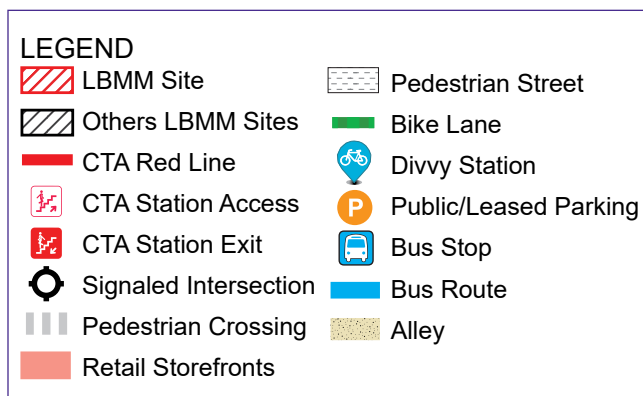 LEGEND
LBMM Site
Others LBMM Sites
CTA Red Line
CTA Station Access
CTA Station Exit
Signaled Intersection
Pedestrian Crossing
Retail Storefronts
Pedestrian Street
Bike Lane
Divvy Station
P
Public/Leased Parking
Bus Stop
Bus Route
Alley